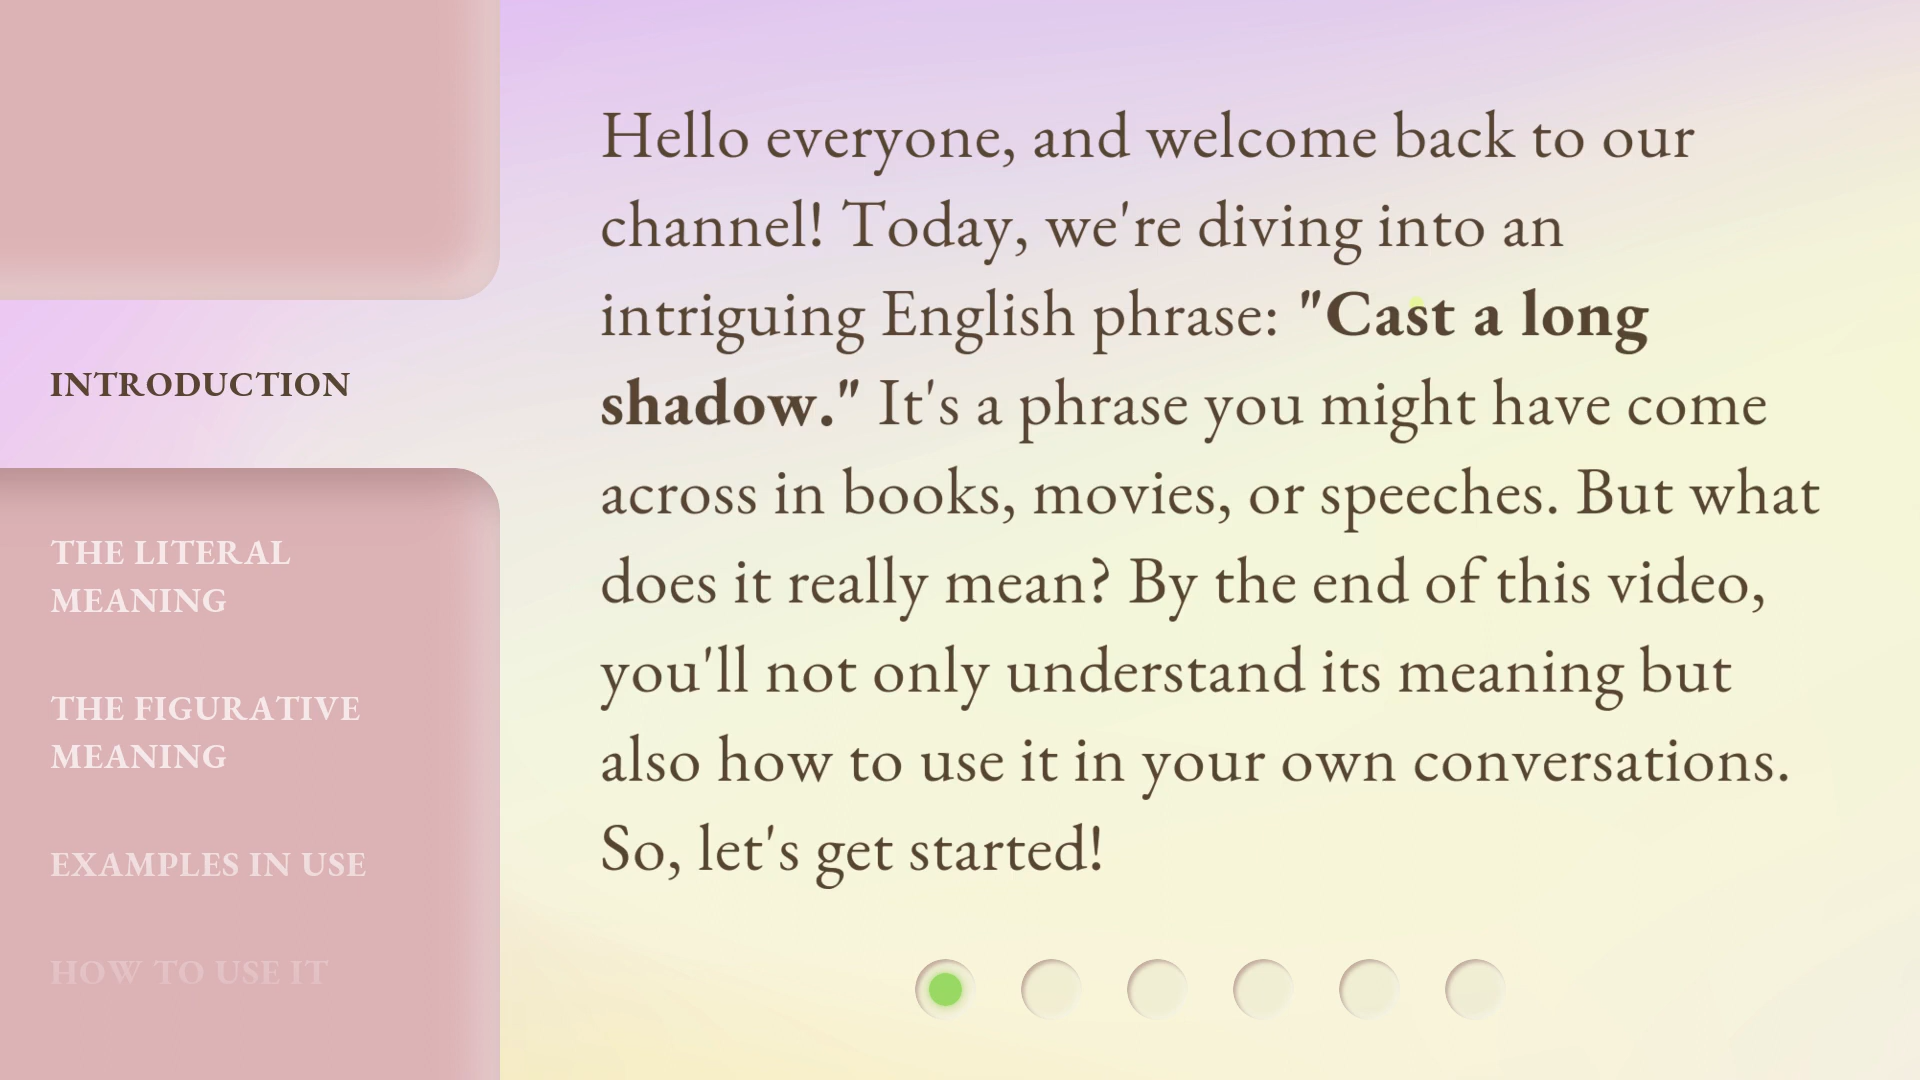 INTRODUCTION
THE LITERAL
MEANING
THE FIGURATIVE
MEANING
EXAMPLES IN USE
HOW TO USE IT
Hello everyone, and welcome back to our
channel! Today, we're diving into an
intriguing English phrase: "Cast a long
shadow." It's a phrase you might have come
across in books, movies, or speeches. But what
does it really mean? By the end of this video,
you'll not only understand its meaning but
also how to use it in your own conversations.
So, let's get started!